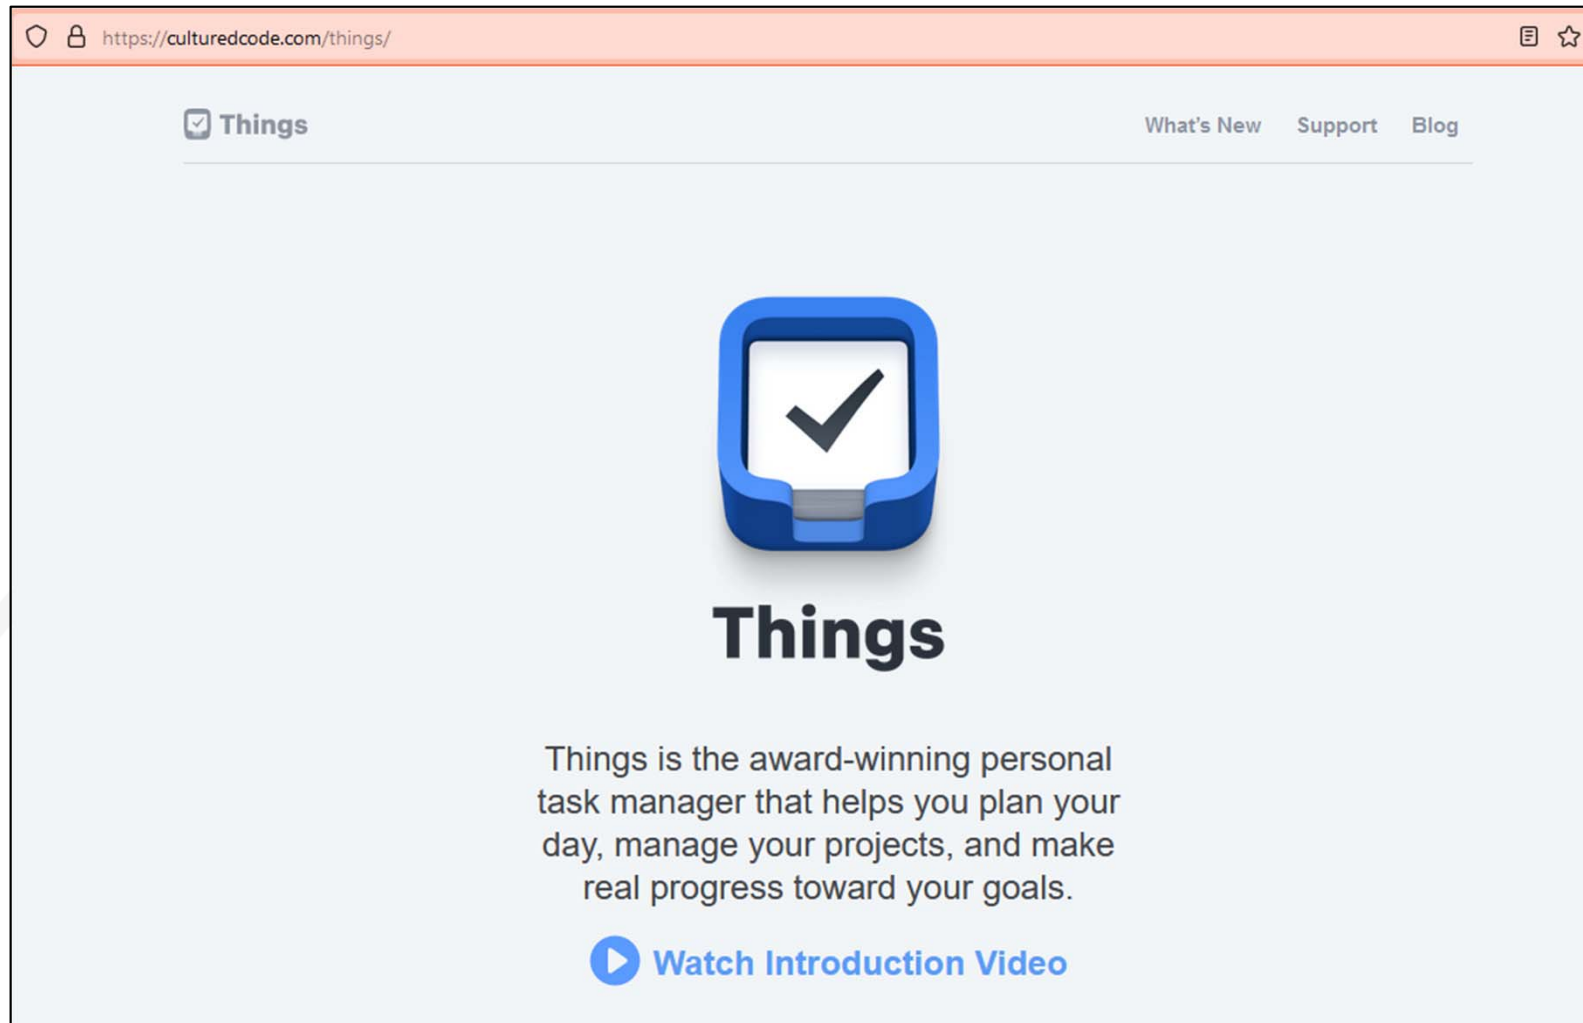 https://culturedcode.com/things/
Things
What's New Support Blog
Things
Things is the award-winning personal
task manager that helps you plan your
day, manage your projects, and make
real progress toward your goals.
Watch Introduction Video